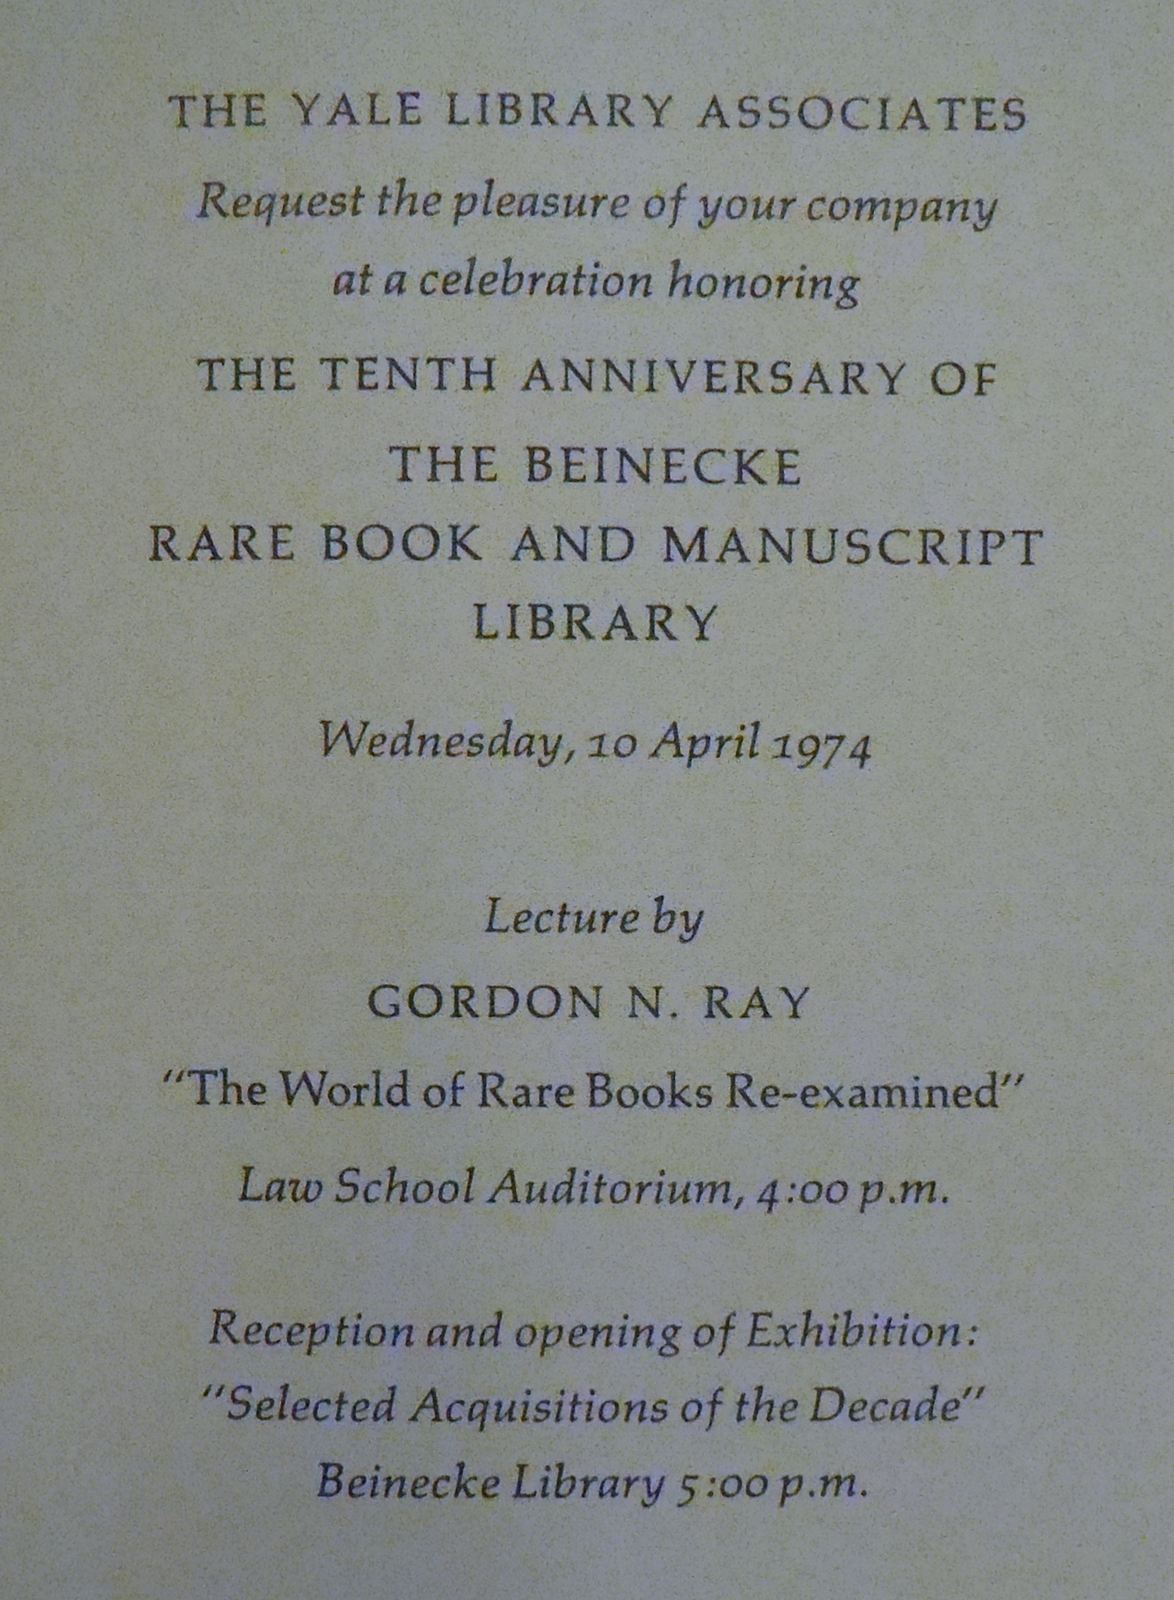 THE YALE LIBRARY ASSOCIATES
Request the pleasure of your company
at a celebration honoring
THE TENTH ANNIVERSARY OF
THE BEINECKE
RARE BOOK AND MANUSCRIPT
LIBRARY
Wednesday, 10 April 1974
Lecture by
GORDON N. RAY
"The World of Rare Books Re-examined"
Law School Auditorium, 4:00 p.m.
Reception and opening of Exhibition:
"Selected Acquisitions of the Decade"
Beinecke Library 5:00 p.m.